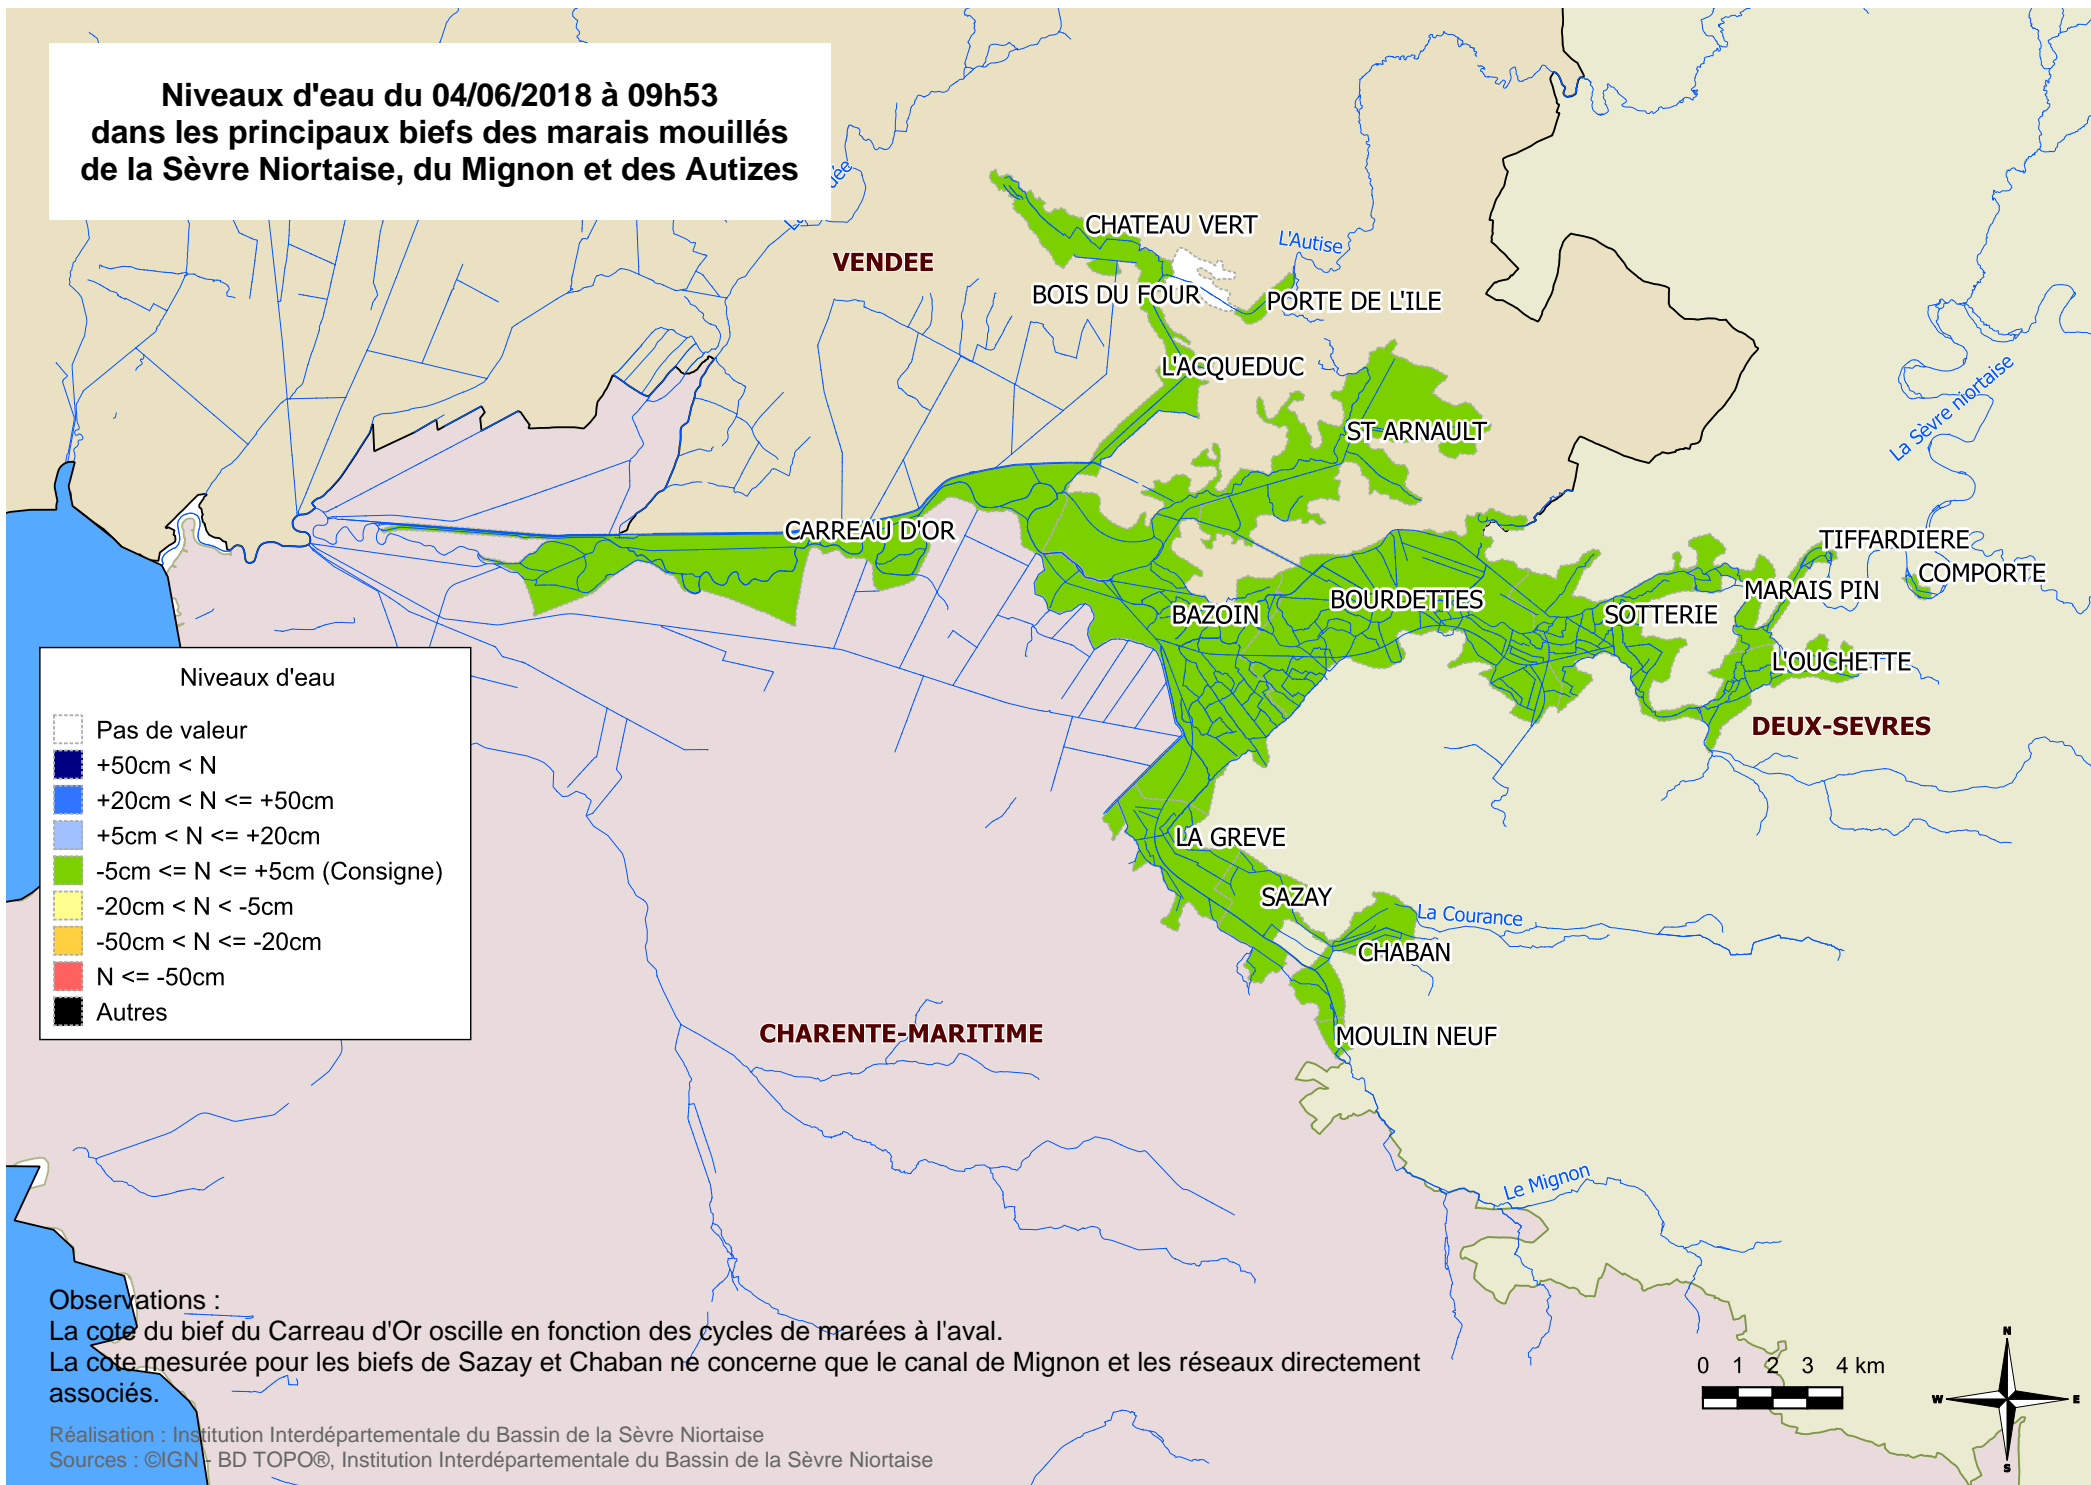 Niveaux d'eau du 04/06/2018 à 09h53
dans les principaux biefs des marais mouillés
de la Sèvre Niortaise, du Mignon et des Autizes
CHATEAU VERT
L'Autise
VENDEE
BOIS DU FOUR
PORTE DE L'ILE
L'ACQUEDUC
ST ARNAULT
La Sèvre niortaise
CARREAU D'OR
TIFFARDIERE
COMPORTE
MARAIS PIN
BOURDETTES
BAZOIN
SOTTERIE
L'OUCHETTE
DEUX-SEVRES
Niveaux d'eau
Pas de valeur
+50cm < N
+20cm < N <= +50cm
+5cm < N <= +20cm
-5cm <= N <= +5cm (Consigne)
-20cm < N < -5cm
-50cm < N <= -20cm
N <= -50cm
Autres
LA GREVE
SAZAY
La Courance
CHABAN
CHARENTE-MARITIME
MOULIN NEUF
Le Mignon
Observations :
La cote du bief du Carreau d'Or oscille en fonction des cycles de marées à l'aval.
La cote mesurée pour les biefs de Sazay et Chaban ne concerne que le canal de Mignon et les réseaux directement
associés.
0 1 2 3 4 km
N
W E
S
Réalisation : Institution Interdépartementale du Bassin de la Sèvre Niortaise
Sources : ©IGN - BD TOPO®, Institution Interdépartementale du Bassin de la Sèvre Niortaise